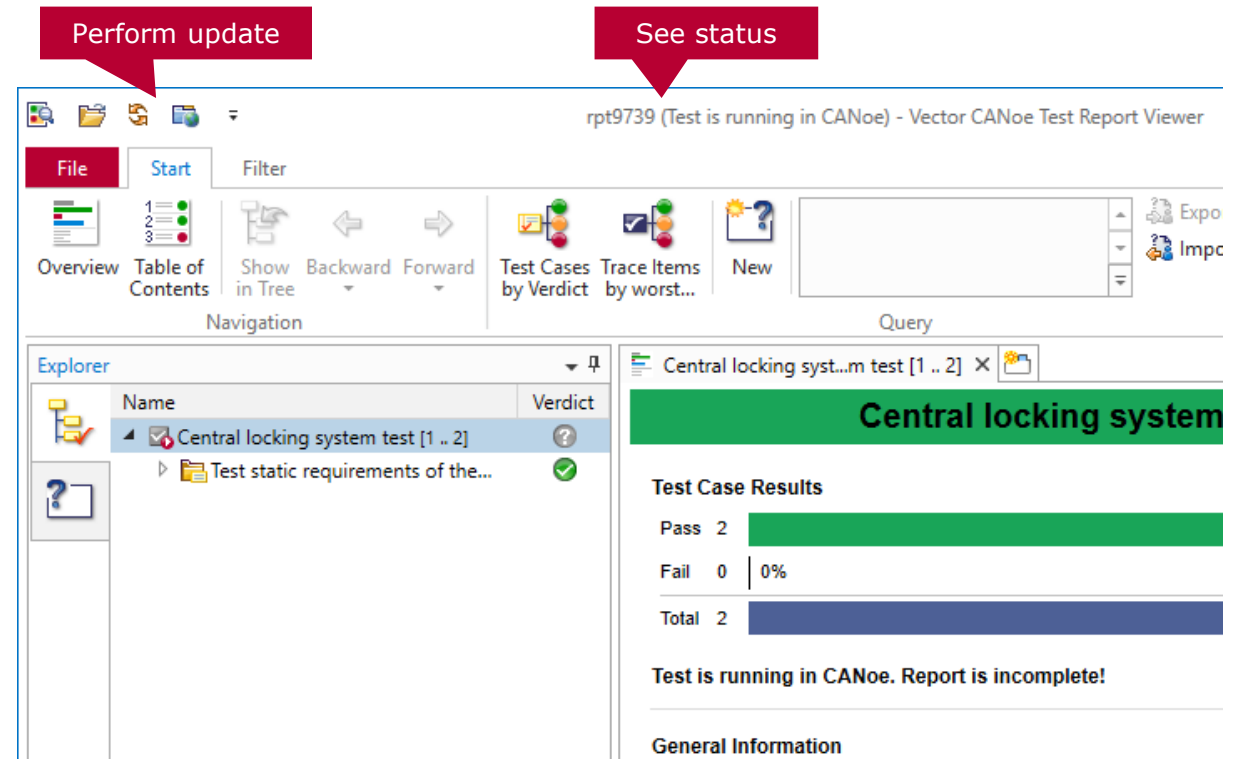 Perform update
See status
rpt9739 (Test is running in CANoe) - Vector CANoe Test Report Viewer
File
Start
Filter
Overview
Table of
Contents
Show
in Tree
Backward
Forward
Test Cases
by Verdict
Trace Items
by worst...
New
Expo
Impo
Navigation
Query
Explorer
Central locking syst...m test [1 .. 2]
Name
Verdict
Central locking system test [1 .. 2]
Test static requirements of the...
Central locking system
Test Case Results
Pass 2
Fail 0 0%
Total 2
Test is running in CANoe. Report is incomplete!
General Information